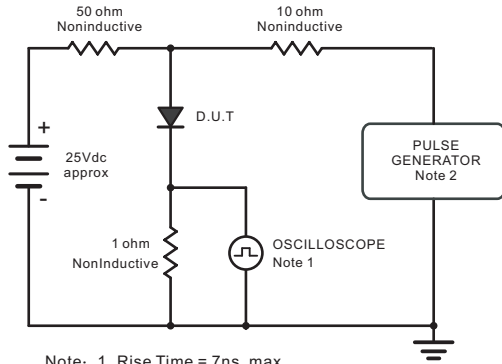 50 ohm
Noninductive
10 ohm
Noninductive
D.U.T
+
25Vdc
approx
-
PULSE
GENERATOR
Note 2
1 ohm
NonInductive
OSCILLOSCOPE
Note 1
Note: 1. Rise Time = 7ns max.